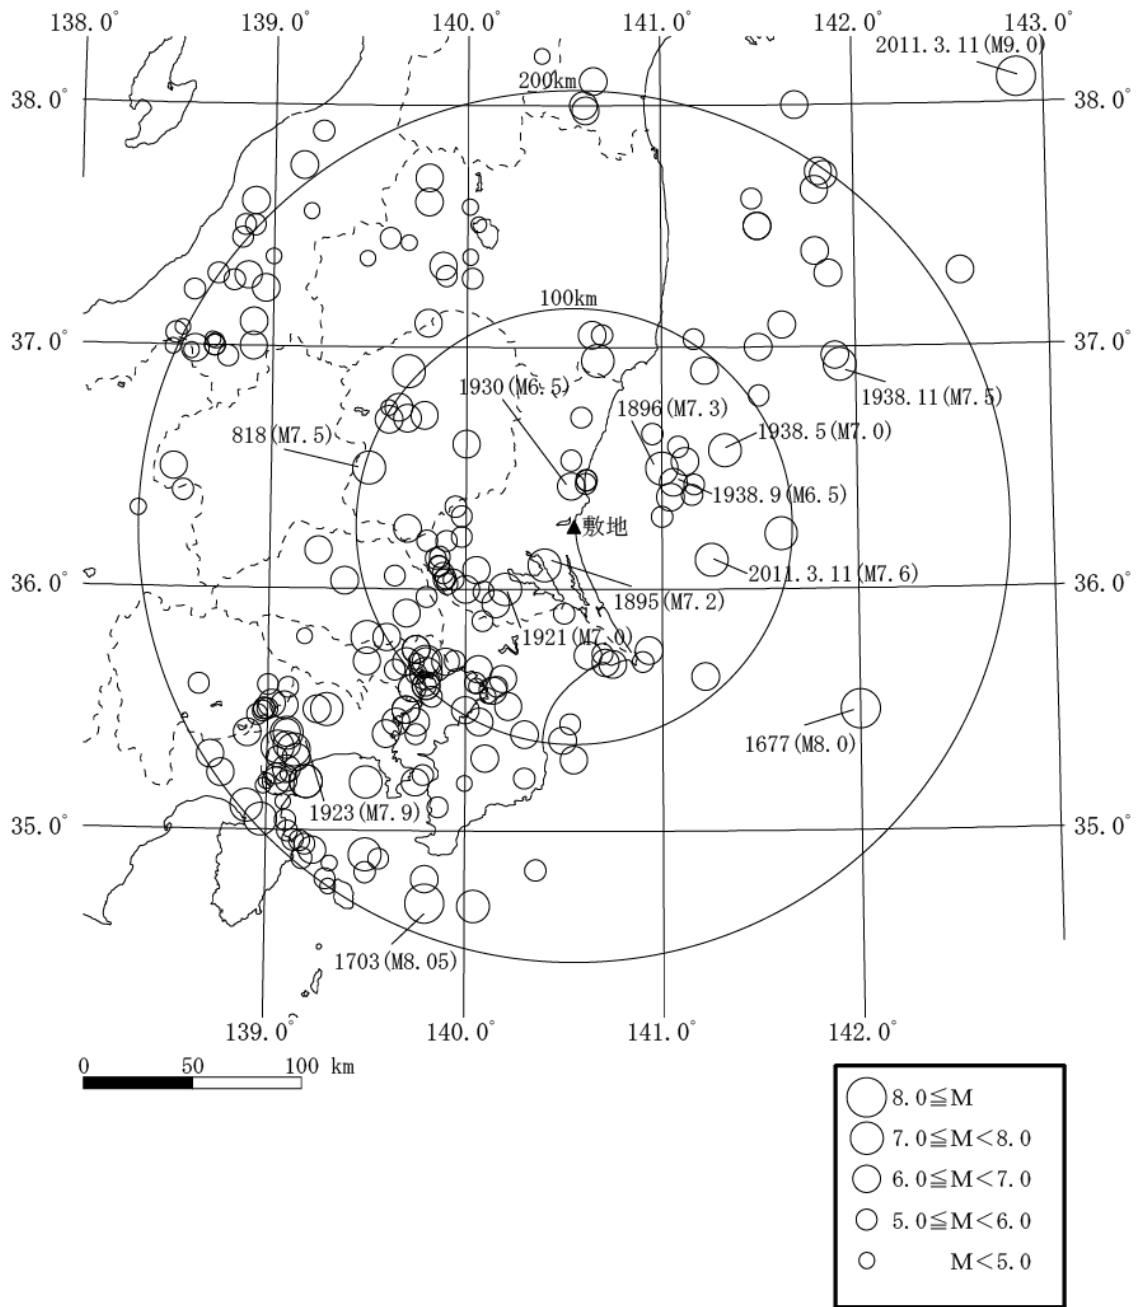 138.0° 139.0° 140.0° 141.0° 142.0° 143.0°
2011.3.11(M9.0)
200km
38.0° 38.0°
100km
37.0° 37.0°
1930(M6.5)
1938.11(M7.5)
1896(M7.3)
818(M7.5)
1938.5(M7.0)
1938.9(M6.5)
敷地
2011.3.11(M7.6)
36.0° 36.0°
1895(M7.2)
1921(M7.0)
1677(M8.0)
1923(M7.9)
35.0° 35.0°
1703(M8.05)
139.0° 140.0° 141.0° 142.0°
0 50 100 km
8.0≦M
7.0≦M<8.0
6.0≦M<7.0
5.0≦M<6.0
M<5.0